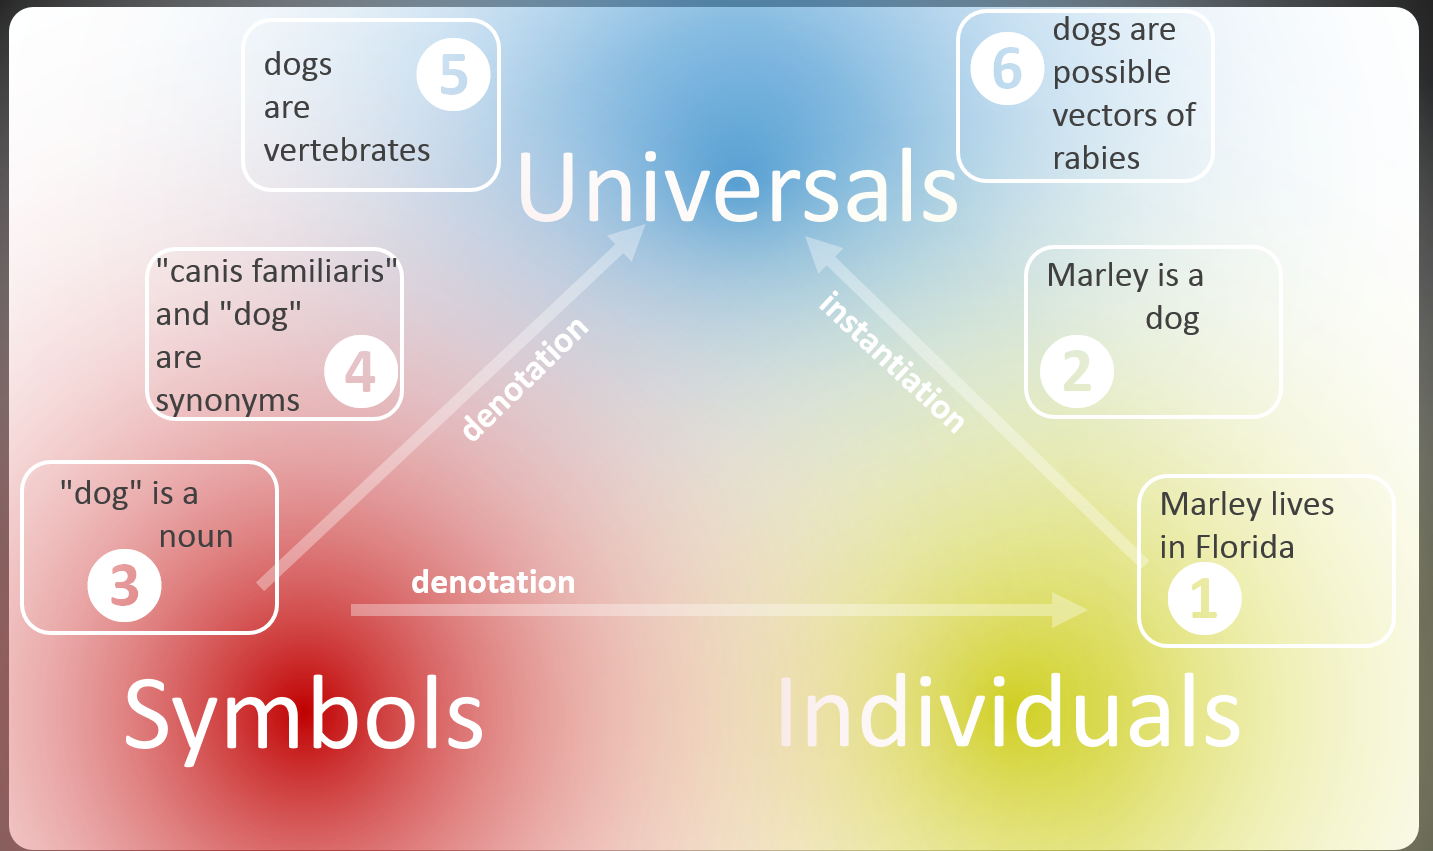 dogs
are
vertebrates
5
6
dogs are
possible
vectors of
rabies
Universals
"canis familiaris"
and "dog"
are
synonyms
4
denotation
instantiation
Marley is a
dog
2
"dog" is a
noun
3
denotation
Marley lives
in Florida
1
Symbols
Individuals